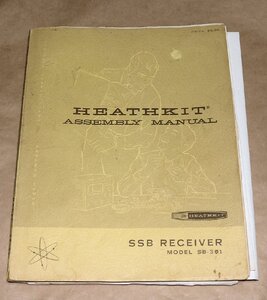 HEATHKIT®
ASSEMBLY MANUAL
HEATHKIT
SSB RECEIVER
MODEL SB-301